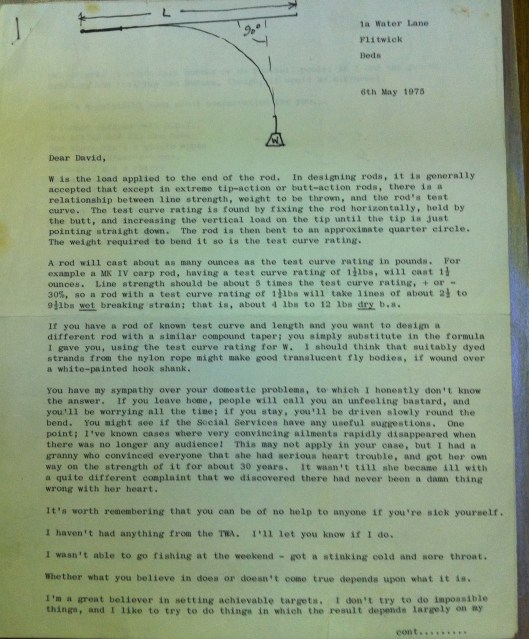 L
90°
W
1a Water Lane
Flitwick
Beds
6th May 1975
Dear David,
W is the load applied to the end of the rod. In designing rods, it is generally
accepted that except in extreme tip-action or butt-action rods, there is a
relationship between line strength, weight to be thrown, and the rod's test
curve. The test curve rating is found by fixing the rod horizontally, held by
the butt, and increasing the vertical load on the tip until the tip is just
pointing straight down. The rod is then bent to an approximate quarter circle.
The weight required to bend it so is the test curve rating.
A rod will cast about as many ounces as the test curve rating in pounds. For
example a MK IV carp rod, having a test curve rating of 1½lbs, will cast 1½
ounces. Line strength should be about 5 times the test curve rating, + or -
30%, so a rod with a test curve rating of 1½lbs will take lines of about 2½ to
9½lbs wet breaking strain; that is, about 4 lbs to 12 lbs dry b.s.
If you have a rod of known test curve and length and you want to design a
different rod with a similar compound taper; you simply substitute in the formula
I gave you, using the test curve rating for W. I should think that suitably dyed
strands from the nylon rope might make good translucent fly bodies, if wound over
a white-painted hook shank.
You have my sympathy over your domestic problems, to which I honestly don't know
the answer. If you leave home, people will call you an unfeeling bastard, and
you'll be worrying all the time; if you stay, you'll be driven slowly round the
bend. You might see if the Social Services have any useful suggestions. One
point; I've known cases where very convincing ailments rapidly disappeared when
there was no longer any audience! This may not apply in your case, but I had a
granny who convinced everyone that she had serious heart trouble, and got her own
way on the strength of it for about 30 years. It wasn't till she became ill with
a quite different complaint that we discovered there had never been a damn thing
wrong with her heart.
It's worth remembering that you can be of no help to anyone if you're sick yourself.
I haven't had anything from the TWA. I'll let you know if I do.
I wasn't able to go fishing at the weekend - got a stinking cold and sore throat.
Whether what you believe in does or doesn't come true depends upon what it is.
I'm a great believer in setting achievable targets. I don't try to do impossible
things, and I like to try to do things in which the result depends largely on my
cont.........